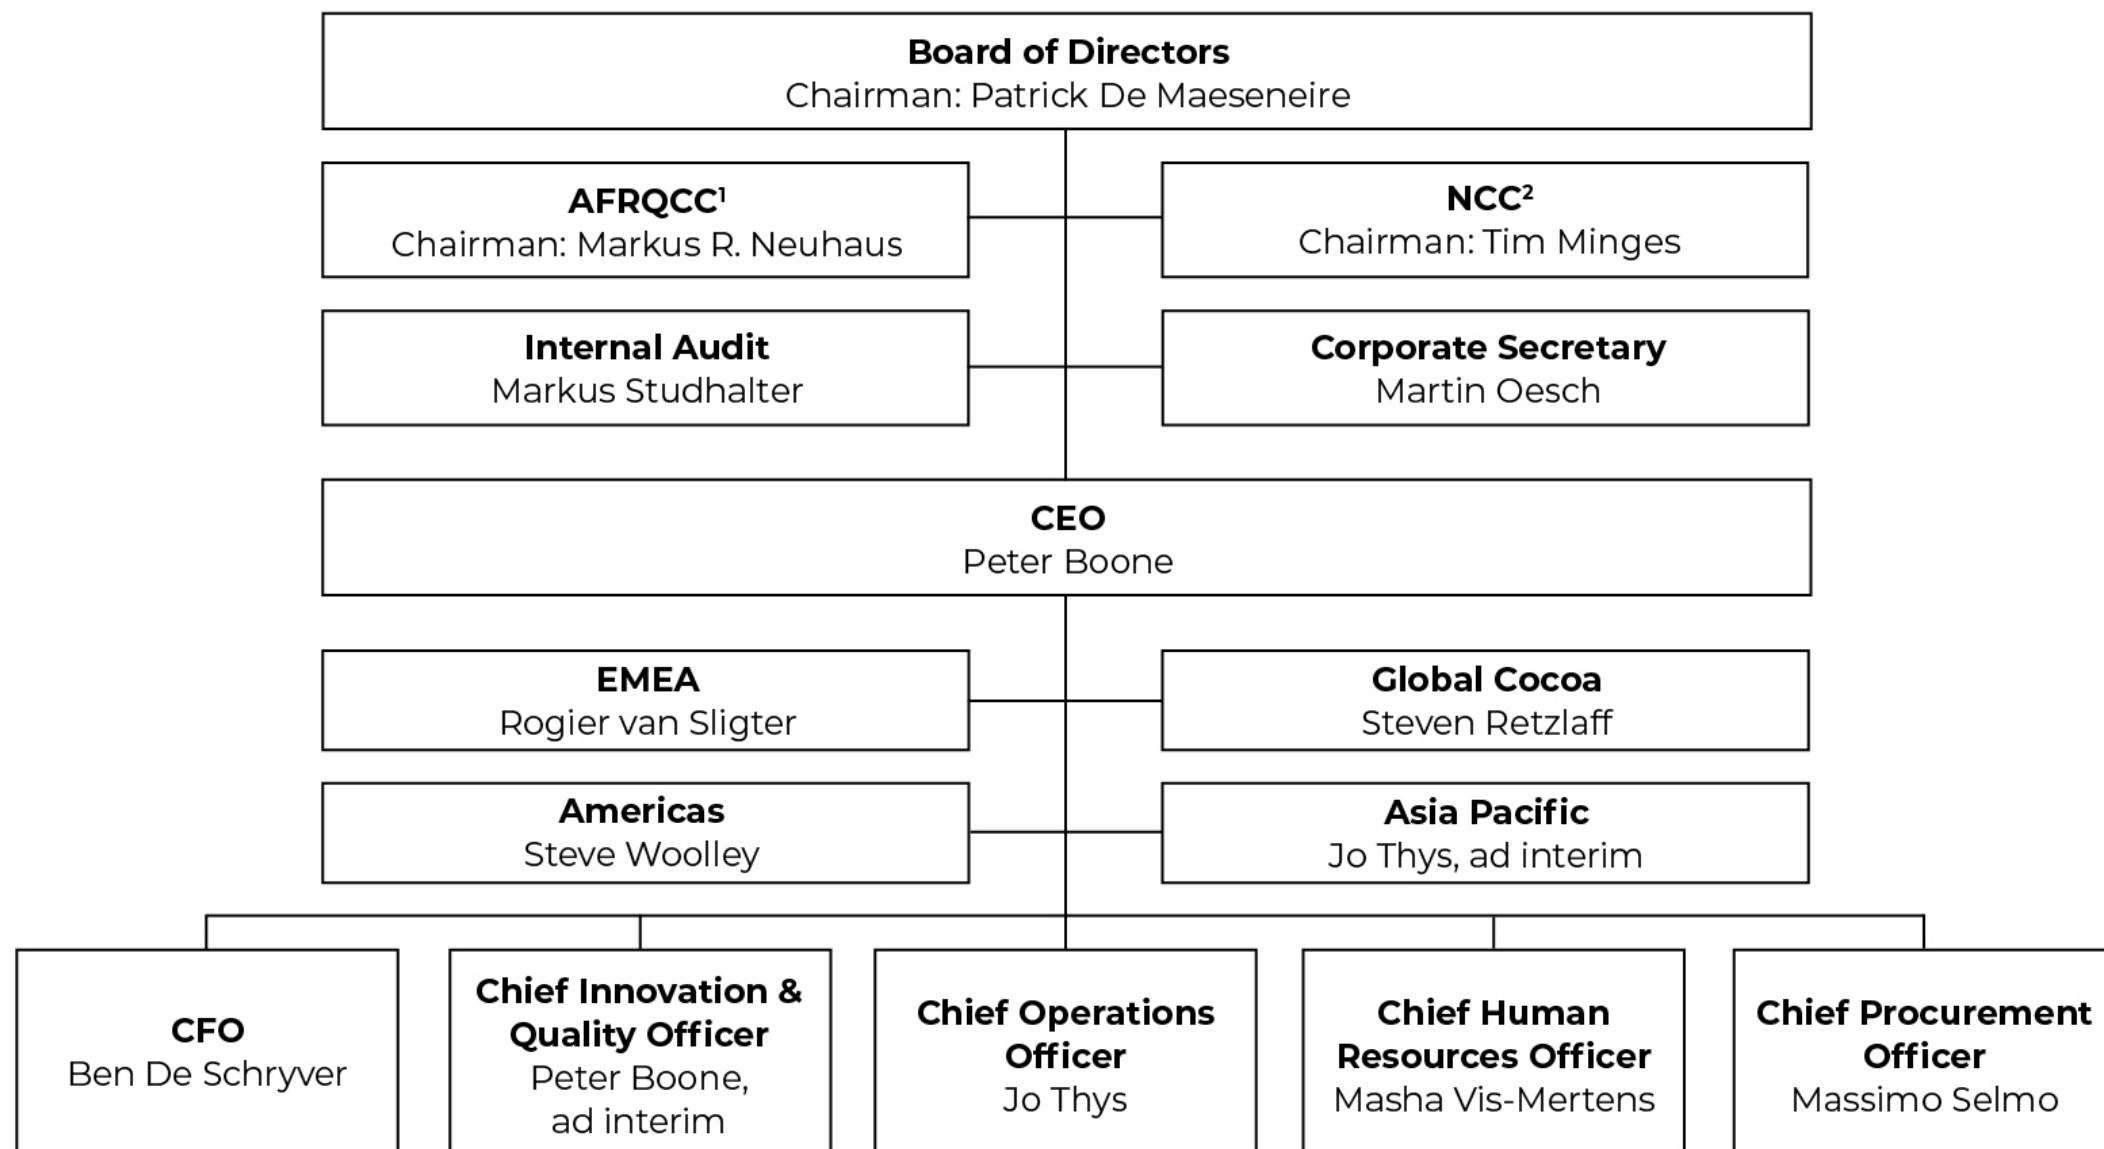 Board of Directors
Chairman: Patrick De Maeseneire
AFRQCC¹
Chairman: Markus R. Neuhaus
NCC²
Chairman: Tim Minges
Internal Audit
Markus Studhalter
Corporate Secretary
Martin Oesch
CEO
Peter Boone
EMEA
Rogier van Sligter
Global Cocoa
Steven Retzlaff
Americas
Steve Woolley
Asia Pacific
Jo Thys, ad interim
CFO
Ben De Schryver
Chief Innovation &
Quality Officer
Peter Boone,
ad interim
Chief Operations
Officer
Jo Thys
Chief Human
Resources Officer
Masha Vis-Mertens
Chief Procurement
Officer
Massimo Selmo